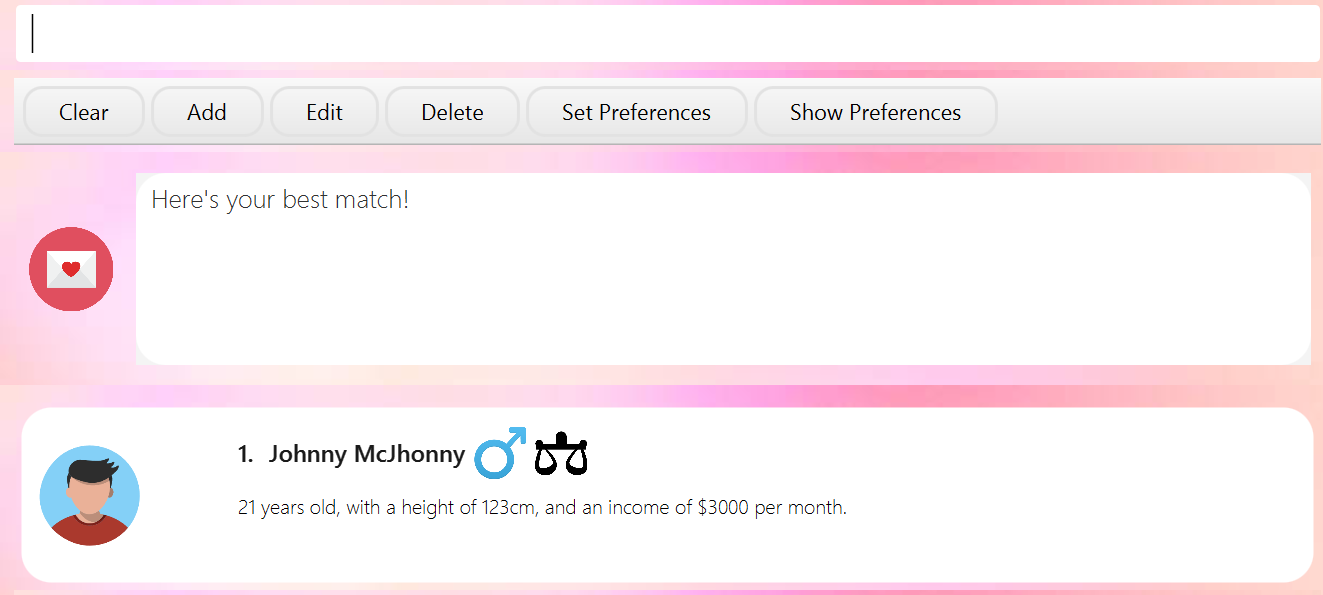 Clear Add Edit Delete Set Preferences Show Preferences
Here's your best match!
1. Johnny McJhonny
21 years old, with a height of 123cm, and an income of $3000 per month.